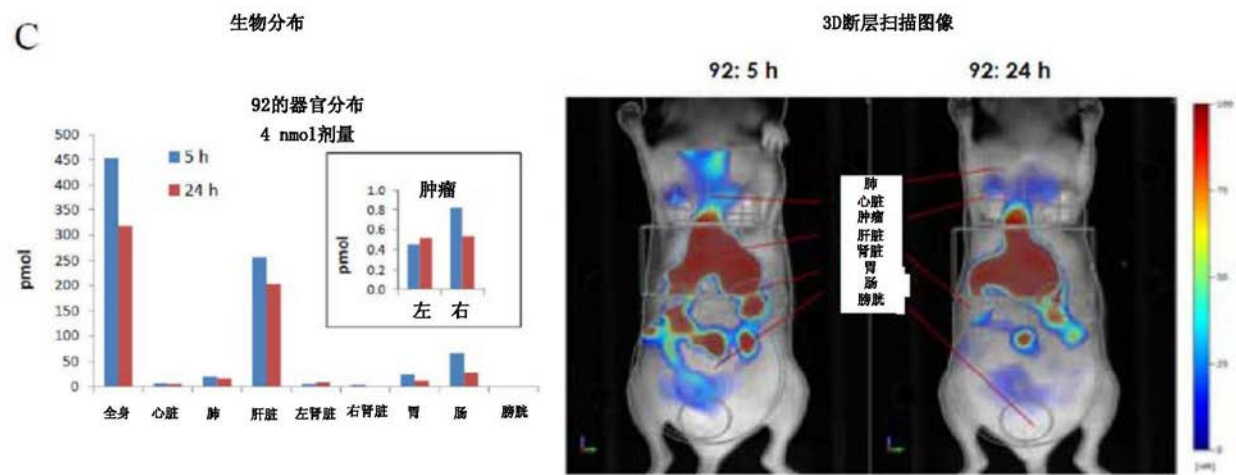 C
生物分布
92的器官分布
4 nmol剂量
pmol
500
450
400
350
300
250
200
150
100
50
0
5 h
24 h
肿瘤
pmol
1.0
0.8
0.6
0.4
0.2
0.0
左 右
全身 心脏 肺 肝脏 左肾脏 右肾脏 胃 肠 膀胱
3D断层扫描图像
92: 5 h
92: 24 h
肺
心脏
肿瘤
肝脏
肾脏
胃
肠
膀胱
100
75
50
25
0
[nM]